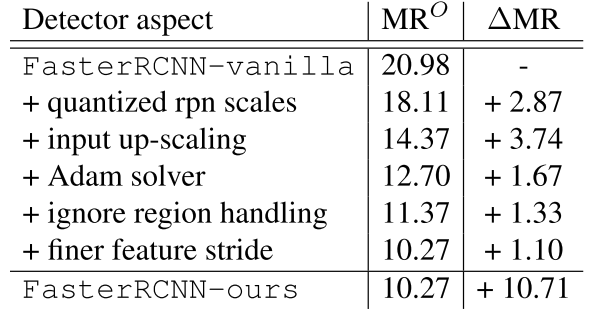 Detector aspect MR^O ΔMR
FasterRCNN-vanilla 20.98 -
+ quantized rpn scales 18.11 + 2.87
+ input up-scaling 14.37 + 3.74
+ Adam solver 12.70 + 1.67
+ ignore region handling 11.37 + 1.33
+ finer feature stride 10.27 + 1.10
FasterRCNN-ours 10.27 + 10.71